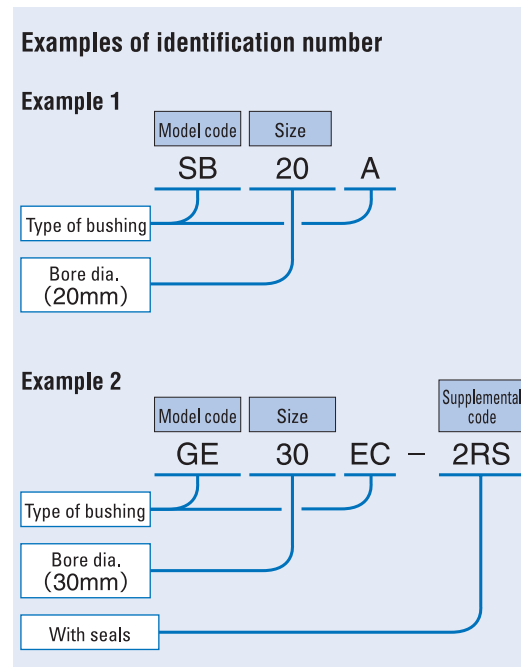 Examples of identification number
Example 1
Model code Size
SB 20 A
Type of bushing
Bore dia.
(20mm)
Example 2
Model code Size Supplemental
code
GE 30 EC – 2RS
Type of bushing
Bore dia.
(30mm)
With seals